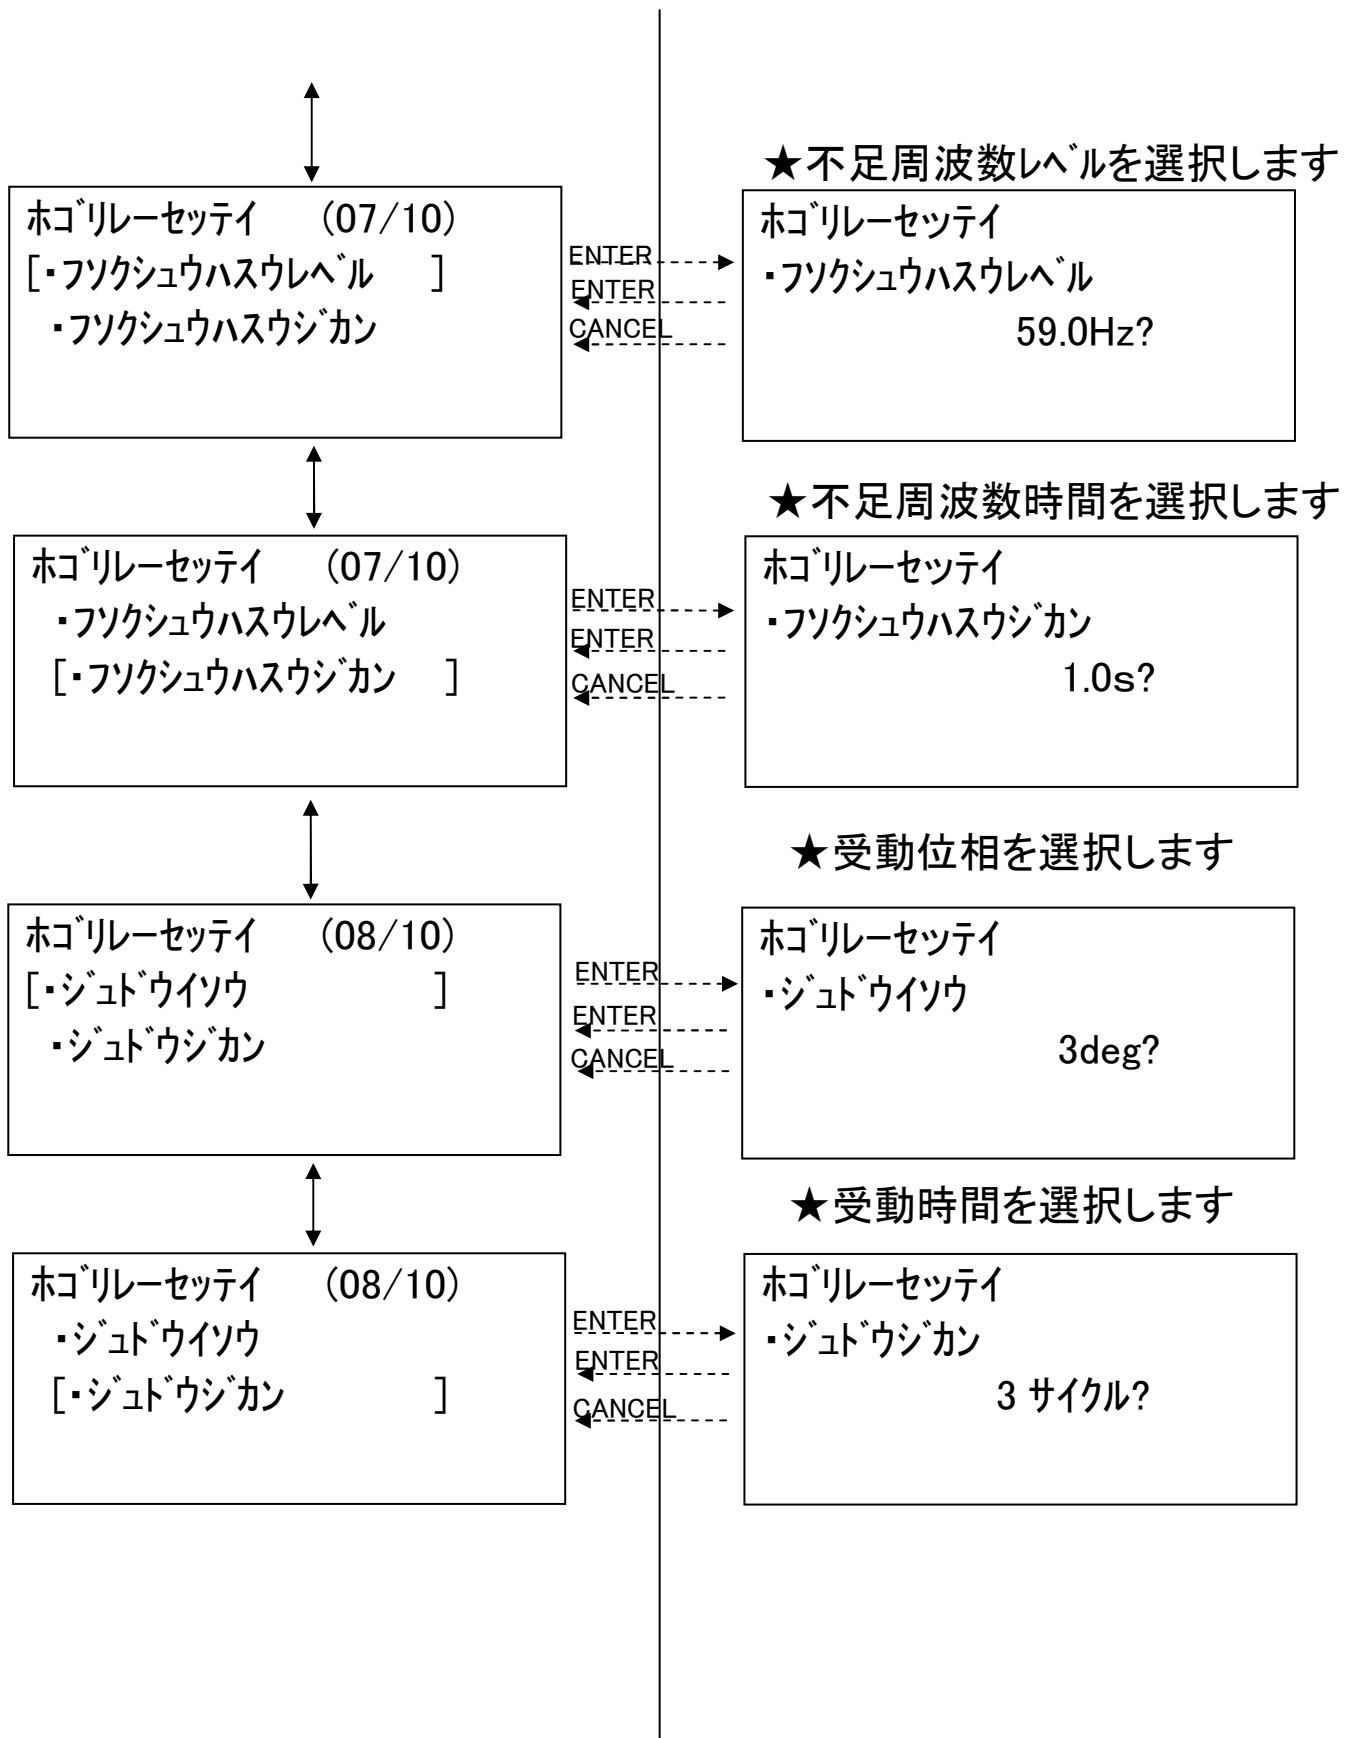 ★不足周波数ﾚﾍﾞﾙを選択します
ﾎｺﾞﾘﾚｰｾｯﾃｲ (07/10)
[･ﾌｿｸｼｭｳﾊｽｳﾚﾍﾞﾙ ]
･ﾌｿｸｼｭｳﾊｽｳｼﾞｶﾝ
ENTER
ENTER
CANCEL
ﾎｺﾞﾘﾚｰｾｯﾃｲ
･ﾌｿｸｼｭｳﾊｽｳﾚﾍﾞﾙ
59.0Hz?
★不足周波数時間を選択します
ﾎｺﾞﾘﾚｰｾｯﾃｲ (07/10)
･ﾌｿｸｼｭｳﾊｽｳﾚﾍﾞﾙ
[･ﾌｿｸｼｭｳﾊｽｳｼﾞｶﾝ ]
ENTER
ENTER
CANCEL
ﾎｺﾞﾘﾚｰｾｯﾃｲ
･ﾌｿｸｼｭｳﾊｽｳｼﾞｶﾝ
1.0s?
★受動位相を選択します
ﾎｺﾞﾘﾚｰｾｯﾃｲ (08/10)
[･ｼﾞｭﾄﾞｳｲｿｳ ]
･ｼﾞｭﾄﾞｳｼﾞｶﾝ
ENTER
ENTER
CANCEL
ﾎｺﾞﾘﾚｰｾｯﾃｲ
･ｼﾞｭﾄﾞｳｲｿｳ
3deg?
★受動時間を選択します
ﾎｺﾞﾘﾚｰｾｯﾃｲ (08/10)
･ｼﾞｭﾄﾞｳｲｿｳ
[･ｼﾞｭﾄﾞｳｼﾞｶﾝ ]
ENTER
ENTER
CANCEL
ﾎｺﾞﾘﾚｰｾｯﾃｲ
･ｼﾞｭﾄﾞｳｼﾞｶﾝ
3 ｻｲｸﾙ?